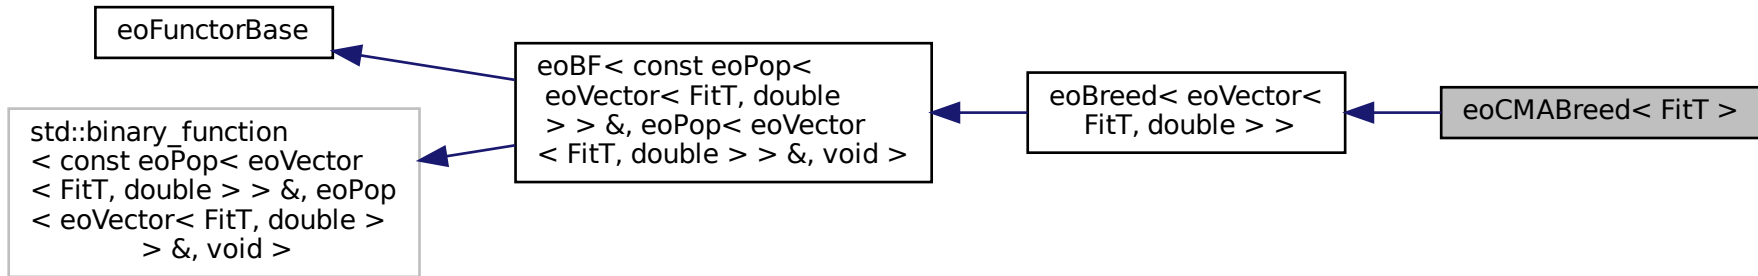 eoFunctorBase
std::binary_function
< const eoPop< eoVector
< FitT, double > > &, eoPop
< eoVector< FitT, double >
> &, void >
eoBF< const eoPop<
eoVector< FitT, double
> > &, eoPop< eoVector
< FitT, double > > &, void >
eoBreed< eoVector<
FitT, double > >
eoCMABreed< FitT >